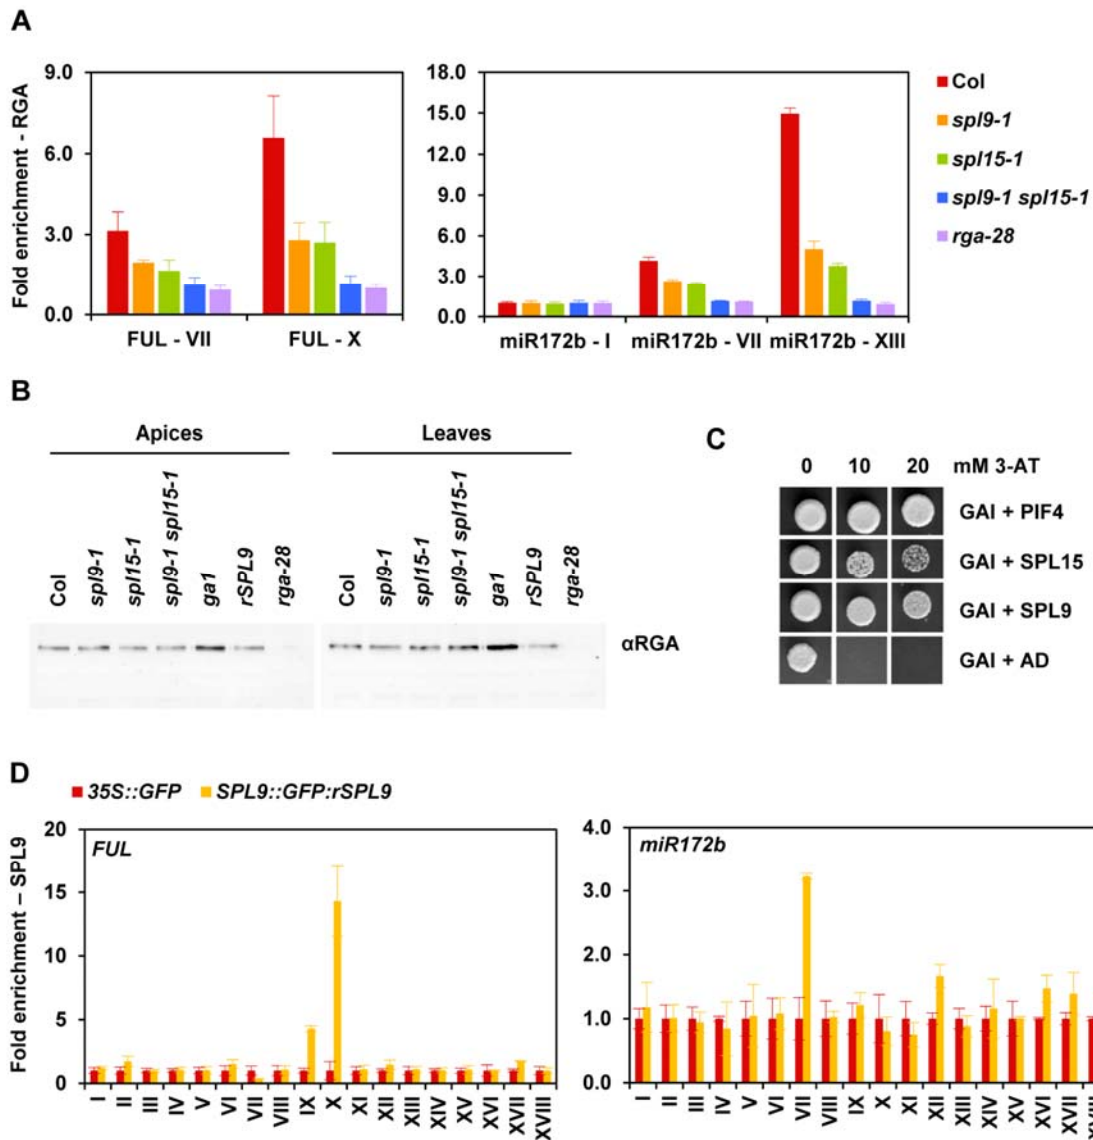 A
Fold enrichment - RGA
9.0
6.0
3.0
0.0
FUL - VII
FUL - X
18.0
15.0
12.0
9.0
6.0
3.0
0.0
miR172b - I
miR172b - VII
miR172b - XIII
Col
spl9-1
spl15-1
spl9-1 spl15-1
rga-28
B
Apices
Leaves
Col
spl9-1
spl15-1
spl9-1 spl15-1
ga1
rSPL9
rga-28
Col
spl9-1
spl15-1
spl9-1 spl15-1
ga1
rSPL9
rga-28
αRGA
C
0 10 20 mM 3-AT
GAI + PIF4
GAI + SPL15
GAI + SPL9
GAI + AD
D
35S::GFP SPL9::GFP:rSPL9
Fold enrichment – SPL9
20
15
10
5
0
FUL
I II III IV V VI VII VIII IX X XI XII XIII XIV XV XVI XVII XVIII
4.0
3.0
2.0
1.0
0.0
miR172b
I II III IV V VI VII VIII IX X XI XII XIII XIV XV XVI XVII